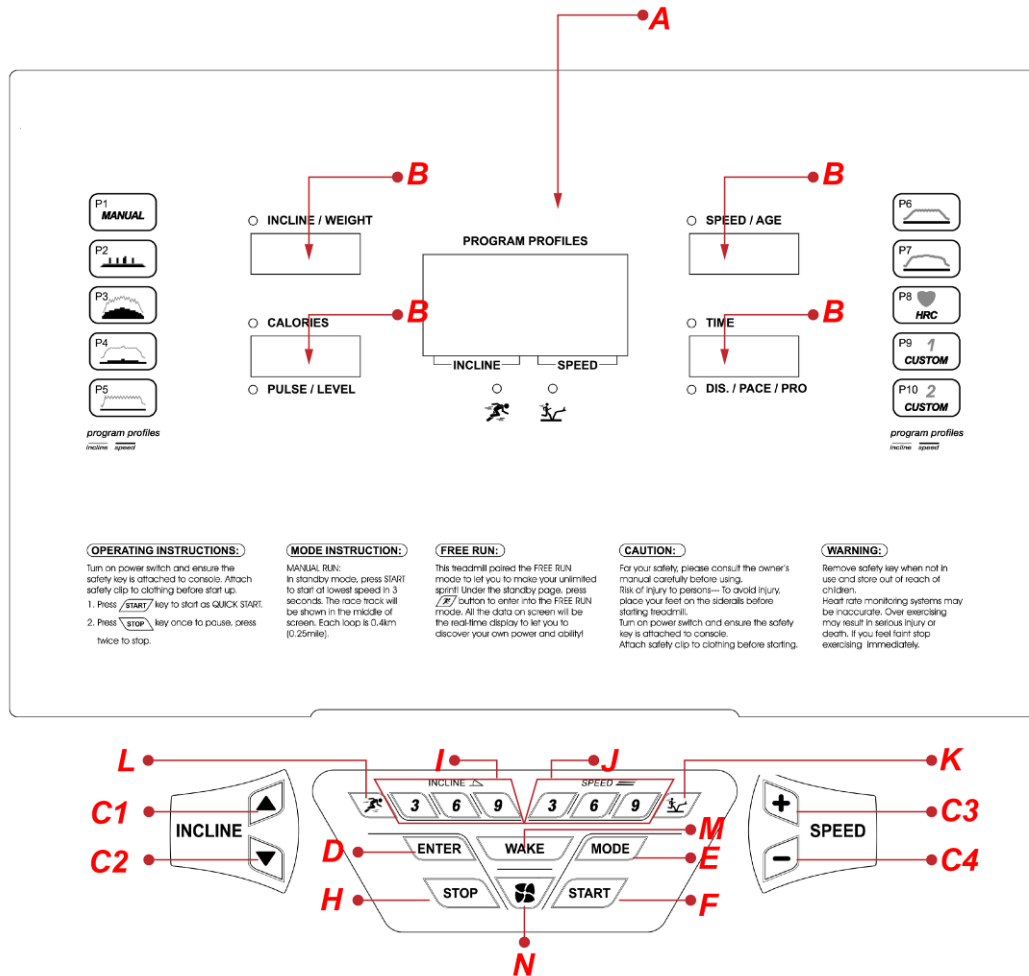 A
B
B
P1
MANUAL
P2
P3
P4
P5
program profiles
incline speed
INCLINE / WEIGHT
CALORIES
B
PULSE / LEVEL
PROGRAM PROFILES
INCLINE
SPEED
SPEED / AGE
TIME
B
DIS. / PACE / PRO
P6
P7
P8
HRC
P9 1
CUSTOM
P10 2
CUSTOM
program profiles
incline speed
OPERATING INSTRUCTIONS:
Turn on power switch and ensure the
safety key is attached to console. Attach
safety clip to clothing before start up.
1. Press START key to start as QUICK START.
2. Press STOP key once to pause, press
twice to stop.
MODE INSTRUCTION:
MANUAL RUN:
In standby mode, press START
to start at lowest speed in 3
seconds. The race track will
be shown in the middle of
screen. Each loop is 0.4km
(0.25mile).
FREE RUN:
This treadmill paired the FREE RUN
mode to let you to make your unlimited
sprint! Under the standby page, press
button to enter into the FREE RUN
mode. All the data on screen will be
the real-time display to let you to
discover your own power and ability!
CAUTION:
For your safety, please consult the owner's
manual carefully before using.
Risk of injury to persons--- To avoid injury,
place your feet on the siderails before
starting treadmill.
Turn on power switch and ensure the safety
key is attached to console.
Attach safety clip to clothing before starting.
WARNING:
Remove safety key when not in
use and store out of reach of
children.
Heart rate monitoring systems may
be inaccurate. Over exercising
may result in serious injury or
death. If you feel faint stop
exercising immediately.
L
I
J
K
INCLINE
SPEED
3 6 9
3 6 9
C1
C2
INCLINE
D
ENTER
WAKE
M
MODE
E
H
STOP
START
F
N
SPEED
C3
C4